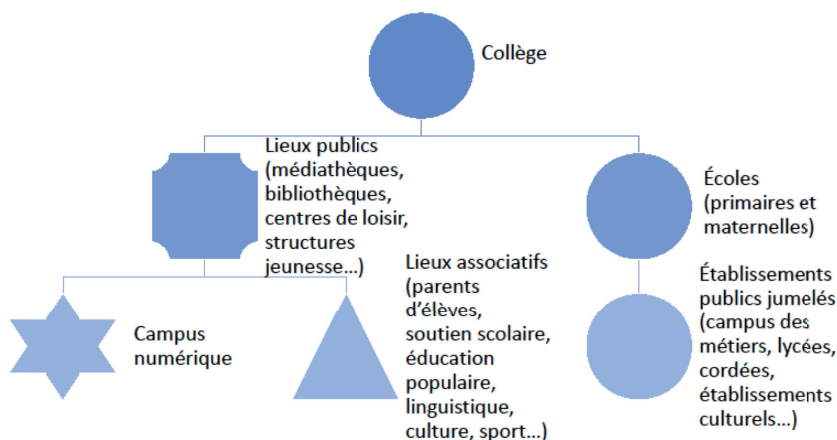 Collège
Lieux publics
(médiathèques,
bibliothèques,
centres de loisir,
structures
jeunesse…)
Écoles
(primaires et
maternelles)
Campus
numérique
Lieux associatifs
(parents
d'élèves,
soutien scolaire,
éducation
populaire,
linguistique,
culture, sport…)
Établissements
publics jumelés
(campus des
métiers, lycées,
cordées,
établissements
culturels…)